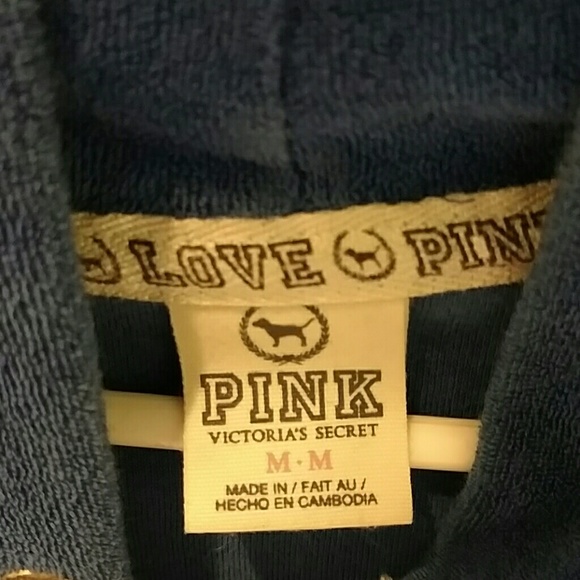 LOVE PINK
PINK
VICTORIA'S SECRET
M·M
MADE IN / FAIT AU /
HECHO EN CAMBODIA